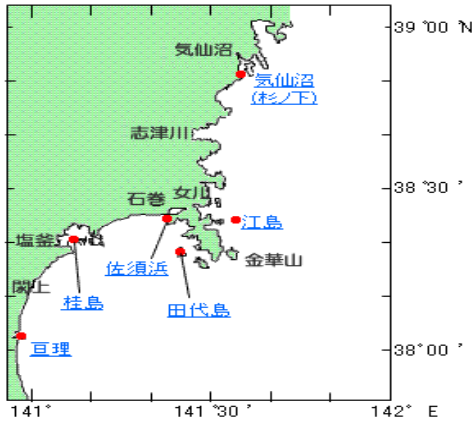 39°00' N
気仙沼
気仙沼
(杉ノ下)
志津川
38°30'
石巻
女川
江島
塩釜
佐須浜
金華山
閖上
桂島
田代島
亘理
38°00'
141°
141°30'
142° E